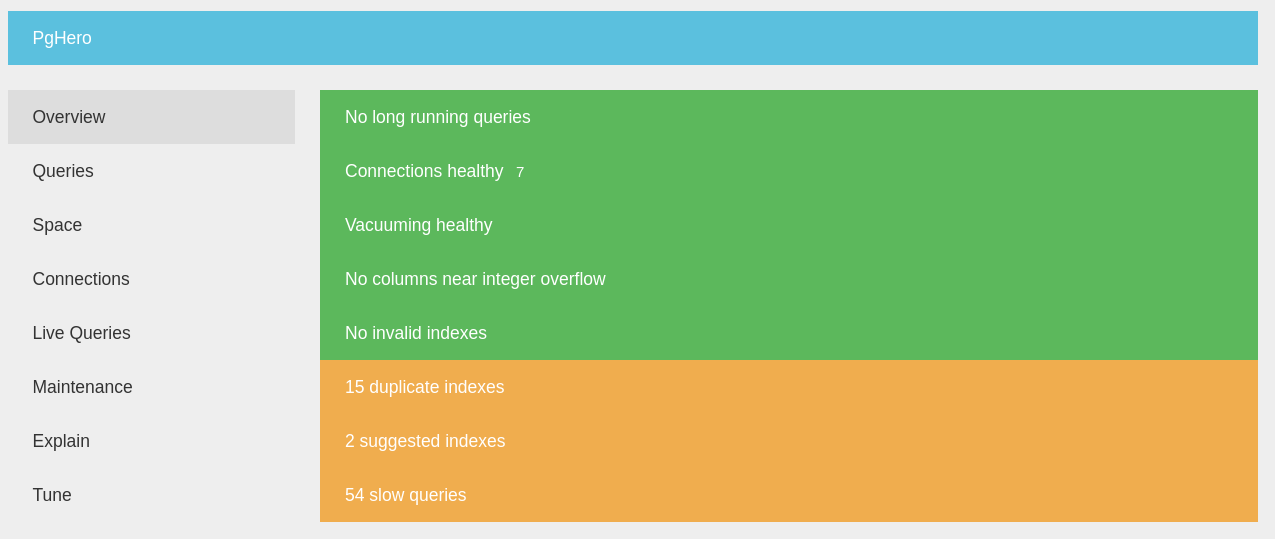 PgHero
Overview
Queries
Space
Connections
Live Queries
Maintenance
Explain
Tune
No long running queries
Connections healthy 7
Vacuuming healthy
No columns near integer overflow
No invalid indexes
15 duplicate indexes
2 suggested indexes
54 slow queries